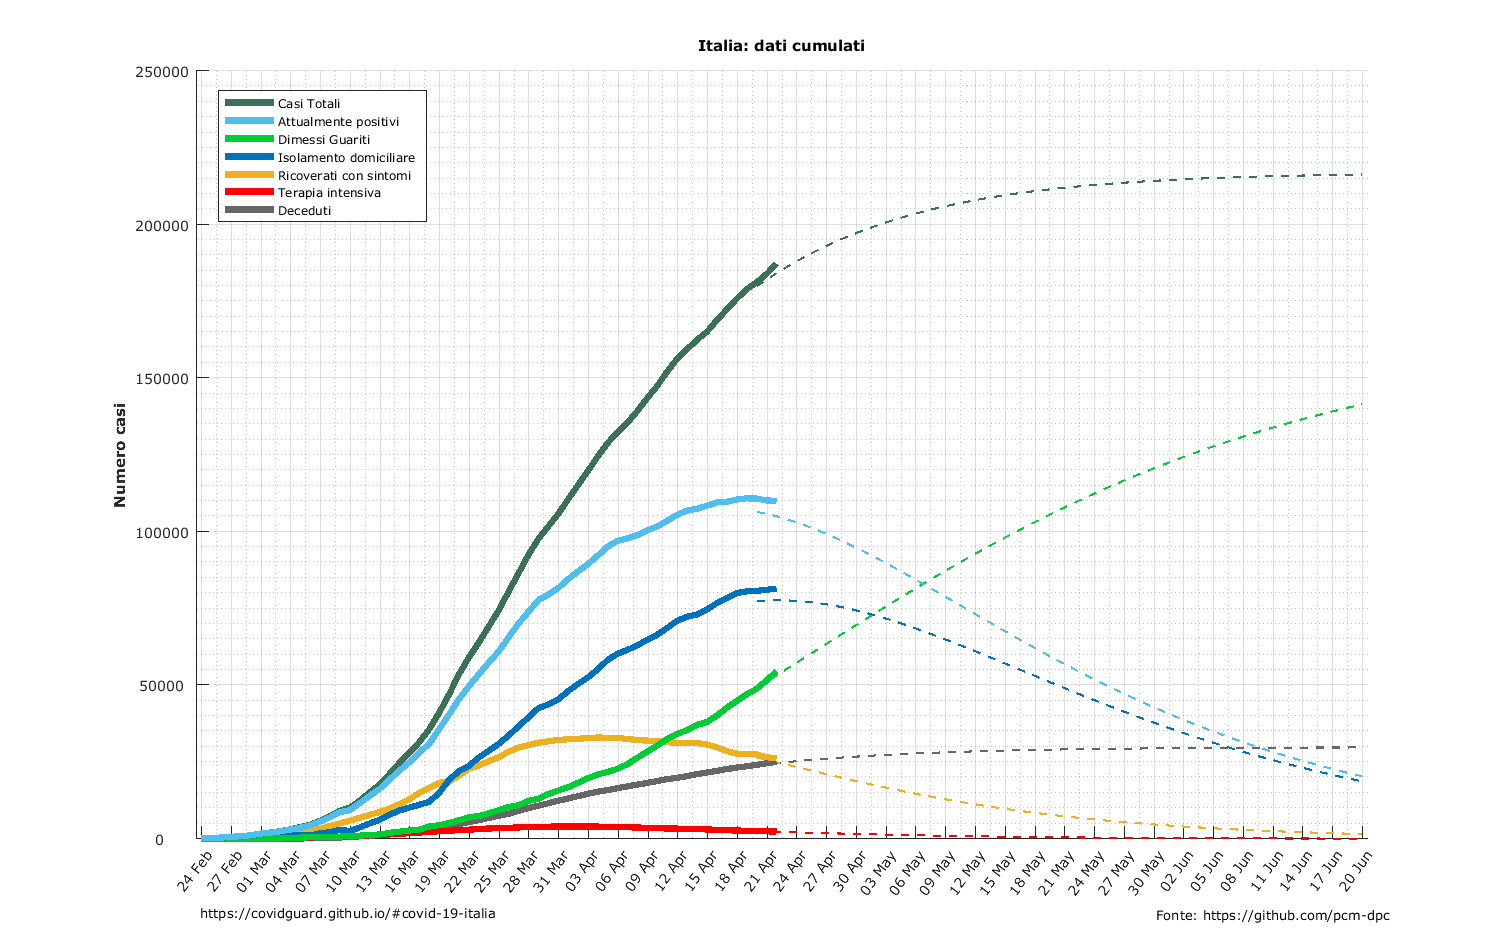 Italia: dati cumulati
250000
200000
150000
100000
50000
0
Numero casi
Casi Totali
Attualmente positivi
Dimessi Guariti
Isolamento domiciliare
Ricoverati con sintomi
Terapia intensiva
Deceduti
24 Feb
27 Feb
01 Mar
04 Mar
07 Mar
10 Mar
13 Mar
16 Mar
19 Mar
22 Mar
25 Mar
28 Mar
31 Mar
03 Apr
06 Apr
09 Apr
12 Apr
15 Apr
18 Apr
21 Apr
24 Apr
27 Apr
30 Apr
03 May
06 May
09 May
12 May
15 May
18 May
21 May
24 May
27 May
30 May
02 Jun
05 Jun
08 Jun
11 Jun
14 Jun
17 Jun
20 Jun
https://covidguard.github.io/#covid-19-italia
Fonte: https://github.com/pcm-dpc